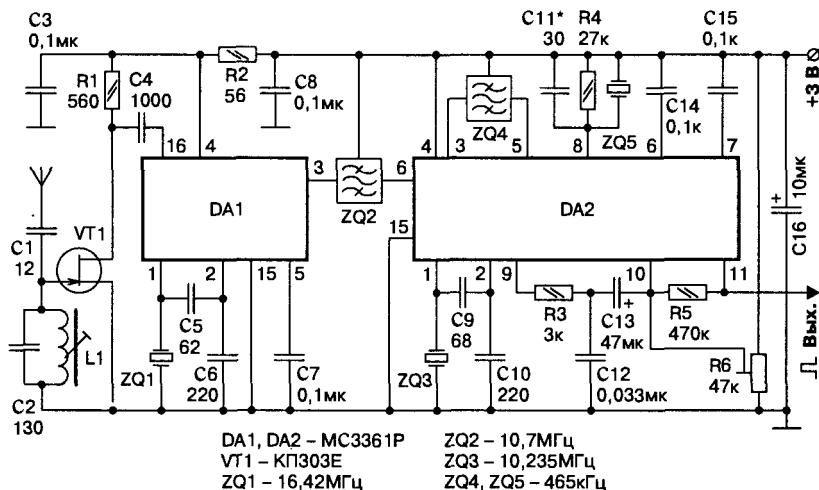 C3
0,1мк
R1
560
C4
1000
R2
56
C8
0,1мк
C11*
30
R4
27к
C15
0,1к
+3 В
ZQ4
ZQ5
C14
0,1к
16
4
4
3
5
8
6
7
DA1
3
ZQ2
6
DA2
15
10мк
+
C16
C1
12
VT1
1
2
15
5
1
2
9
10
11
C5
62
C9
68
R3
3к
C13
47мк
+
R5
470к
Вых.
L1
ZQ1
C6
220
C7
0,1мк
ZQ3
C10
220
C12
0,033мк
R6
47к
C2
130
DA1, DA2 – MC3361P
VT1 – КП303Е
ZQ1 – 16,42МГц
ZQ2 – 10,7МГц
ZQ3 – 10,235МГц
ZQ4, ZQ5 – 465кГц